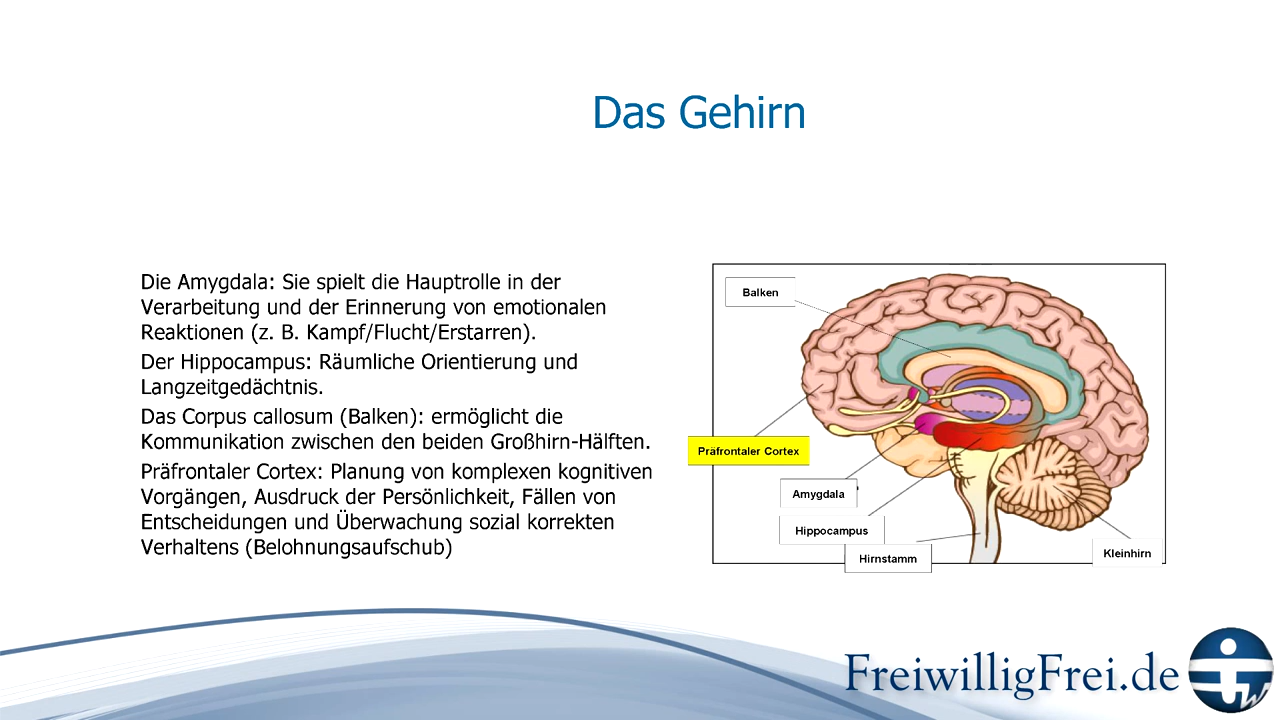 Das Gehirn
Die Amygdala: Sie spielt die Hauptrolle in der
Verarbeitung und der Erinnerung von emotionalen
Reaktionen (z. B. Kampf/Flucht/Erstarren).
Der Hippocampus: Räumliche Orientierung und
Langzeitgedächtnis.
Das Corpus callosum (Balken): ermöglicht die
Kommunikation zwischen den beiden Großhirn-Hälften.
Präfrontaler Cortex: Planung von komplexen kognitiven
Vorgängen, Ausdruck der Persönlichkeit, Fällen von
Entscheidungen und Überwachung sozial korrekten
Verhaltens (Belohnungsaufschub)
Balken
Präfrontaler Cortex
Amygdala
Hippocampus
Hirnstamm
Kleinhirn
FreiwilligFrei.de